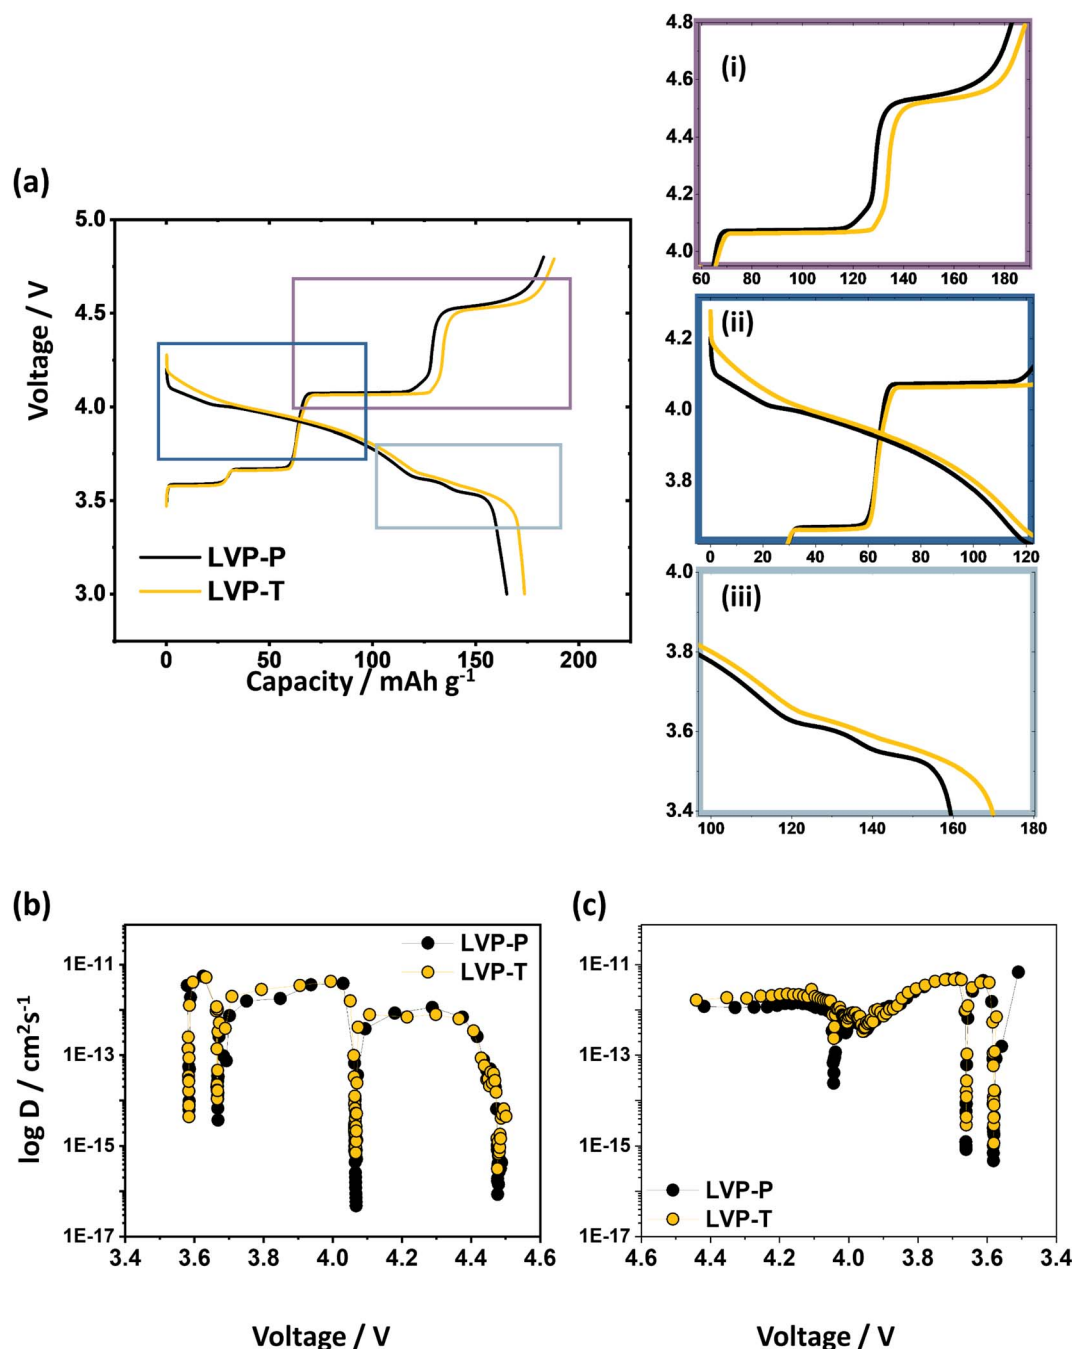 (a)
Voltage / V
5.0
4.5
4.0
3.5
3.0
LVP-P
LVP-T
0 50 100 150 200
Capacity / mAh g⁻¹
(i)
4.8
4.6
4.4
4.2
4.0
60 80 100 120 140 160 180
(ii)
4.2
4.0
3.8
0 20 40 60 80 100 120
(iii)
4.0
3.8
3.6
3.4
100 120 140 160 180
(b)
log D / cm²s⁻¹
1E-11
1E-13
1E-15
1E-17
LVP-P
LVP-T
3.4 3.6 3.8 4.0 4.2 4.4 4.6
Voltage / V
(c)
1E-11
1E-13
1E-15
1E-17
LVP-P
LVP-T
4.6 4.4 4.2 4.0 3.8 3.6 3.4
Voltage / V